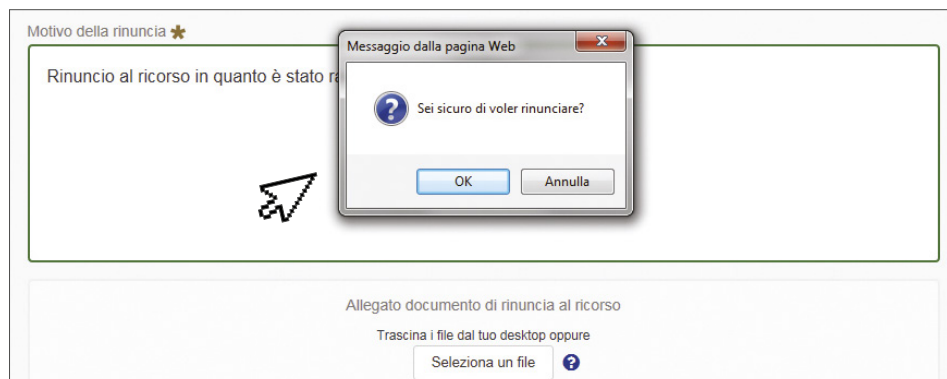 Motivo della rinuncia
Messaggio dalla pagina Web
Rinuncio al ricorso in quanto è stato
Sei sicuro di voler rinunciare?
OK
Annulla
Allegato documento di rinuncia al ricorso
Trascina i file dal tuo desktop oppure
Seleziona un file